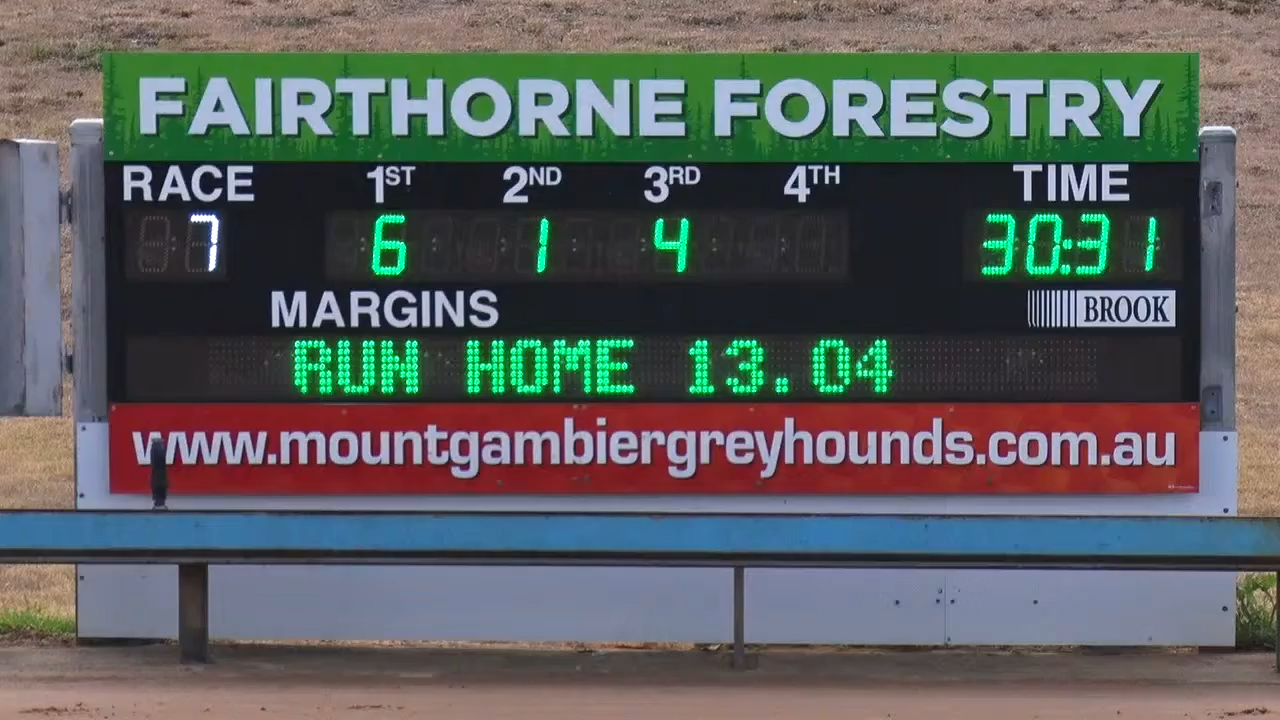 FAIRTHORNE FORESTRY
RACE 1ST 2ND 3RD 4TH TIME
7 6 1 4 30:31
MARGINS BROOK
RUN HOME 13.04
www.mountgambiergreyhounds.com.au